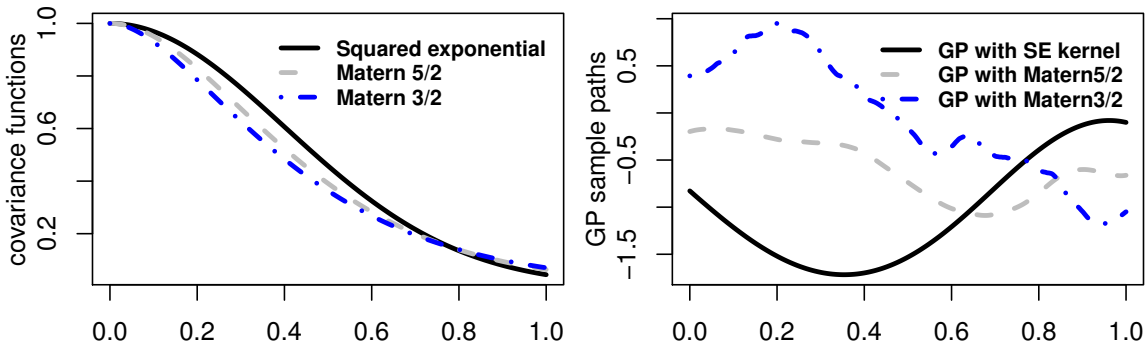 covariance functions
1.0
0.6
0.2
Squared exponential
Matern 5/2
Matern 3/2
0.0 0.2 0.4 0.6 0.8 1.0
GP sample paths
0.5
−0.5
−1.5
GP with SE kernel
GP with Matern5/2
GP with Matern3/2
0.0 0.2 0.4 0.6 0.8 1.0